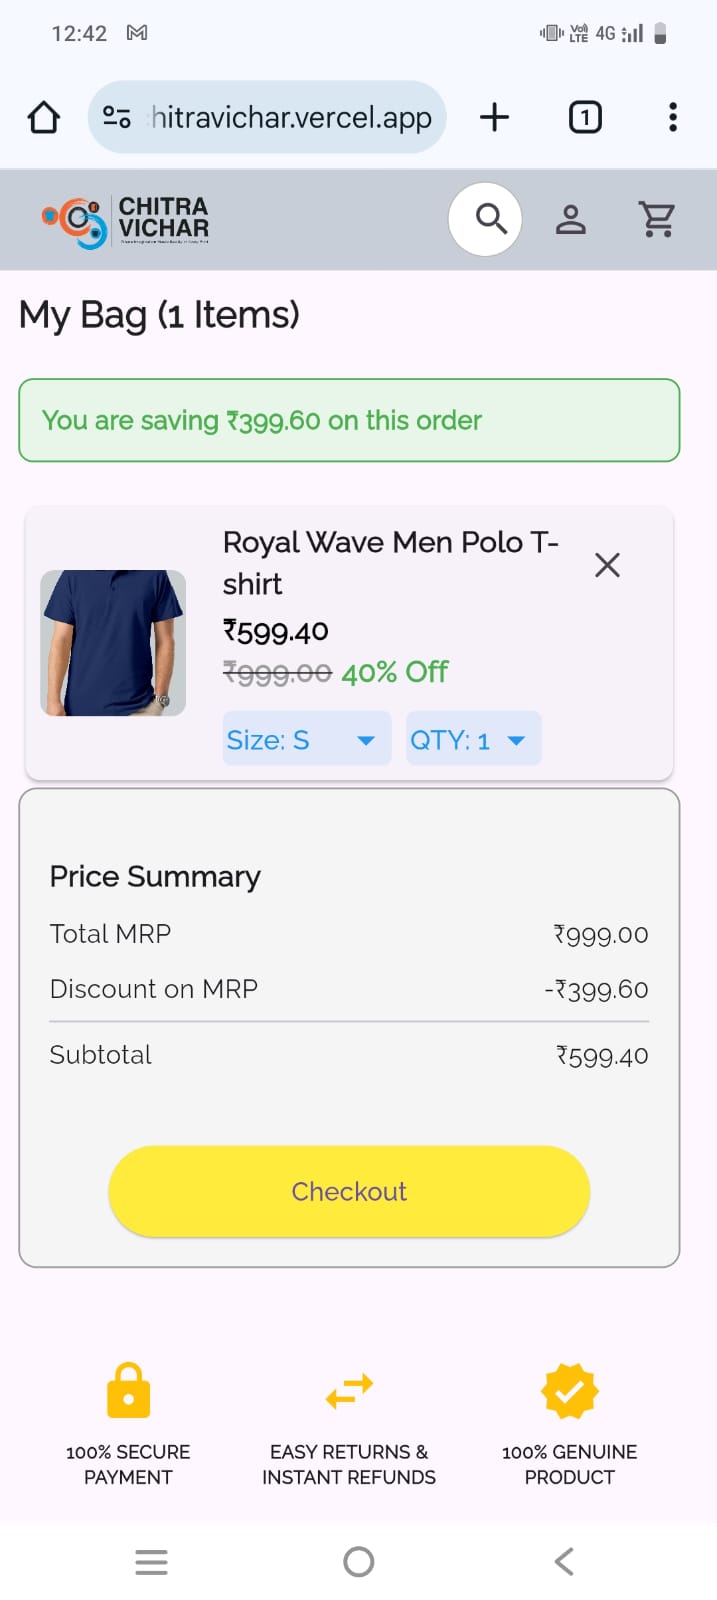 12:42
Vo)) LTE 4G
hitravichar.vercel.app
1
CHITRA
VICHAR
My Bag (1 Items)
You are saving ₹399.60 on this order
Royal Wave Men Polo T-
shirt
₹599.40
₹999.00 40% Off
Size: S
QTY: 1
Price Summary
Total MRP ₹999.00
Discount on MRP -₹399.60
Subtotal ₹599.40
Checkout
100% SECURE
PAYMENT
EASY RETURNS &
INSTANT REFUNDS
100% GENUINE
PRODUCT